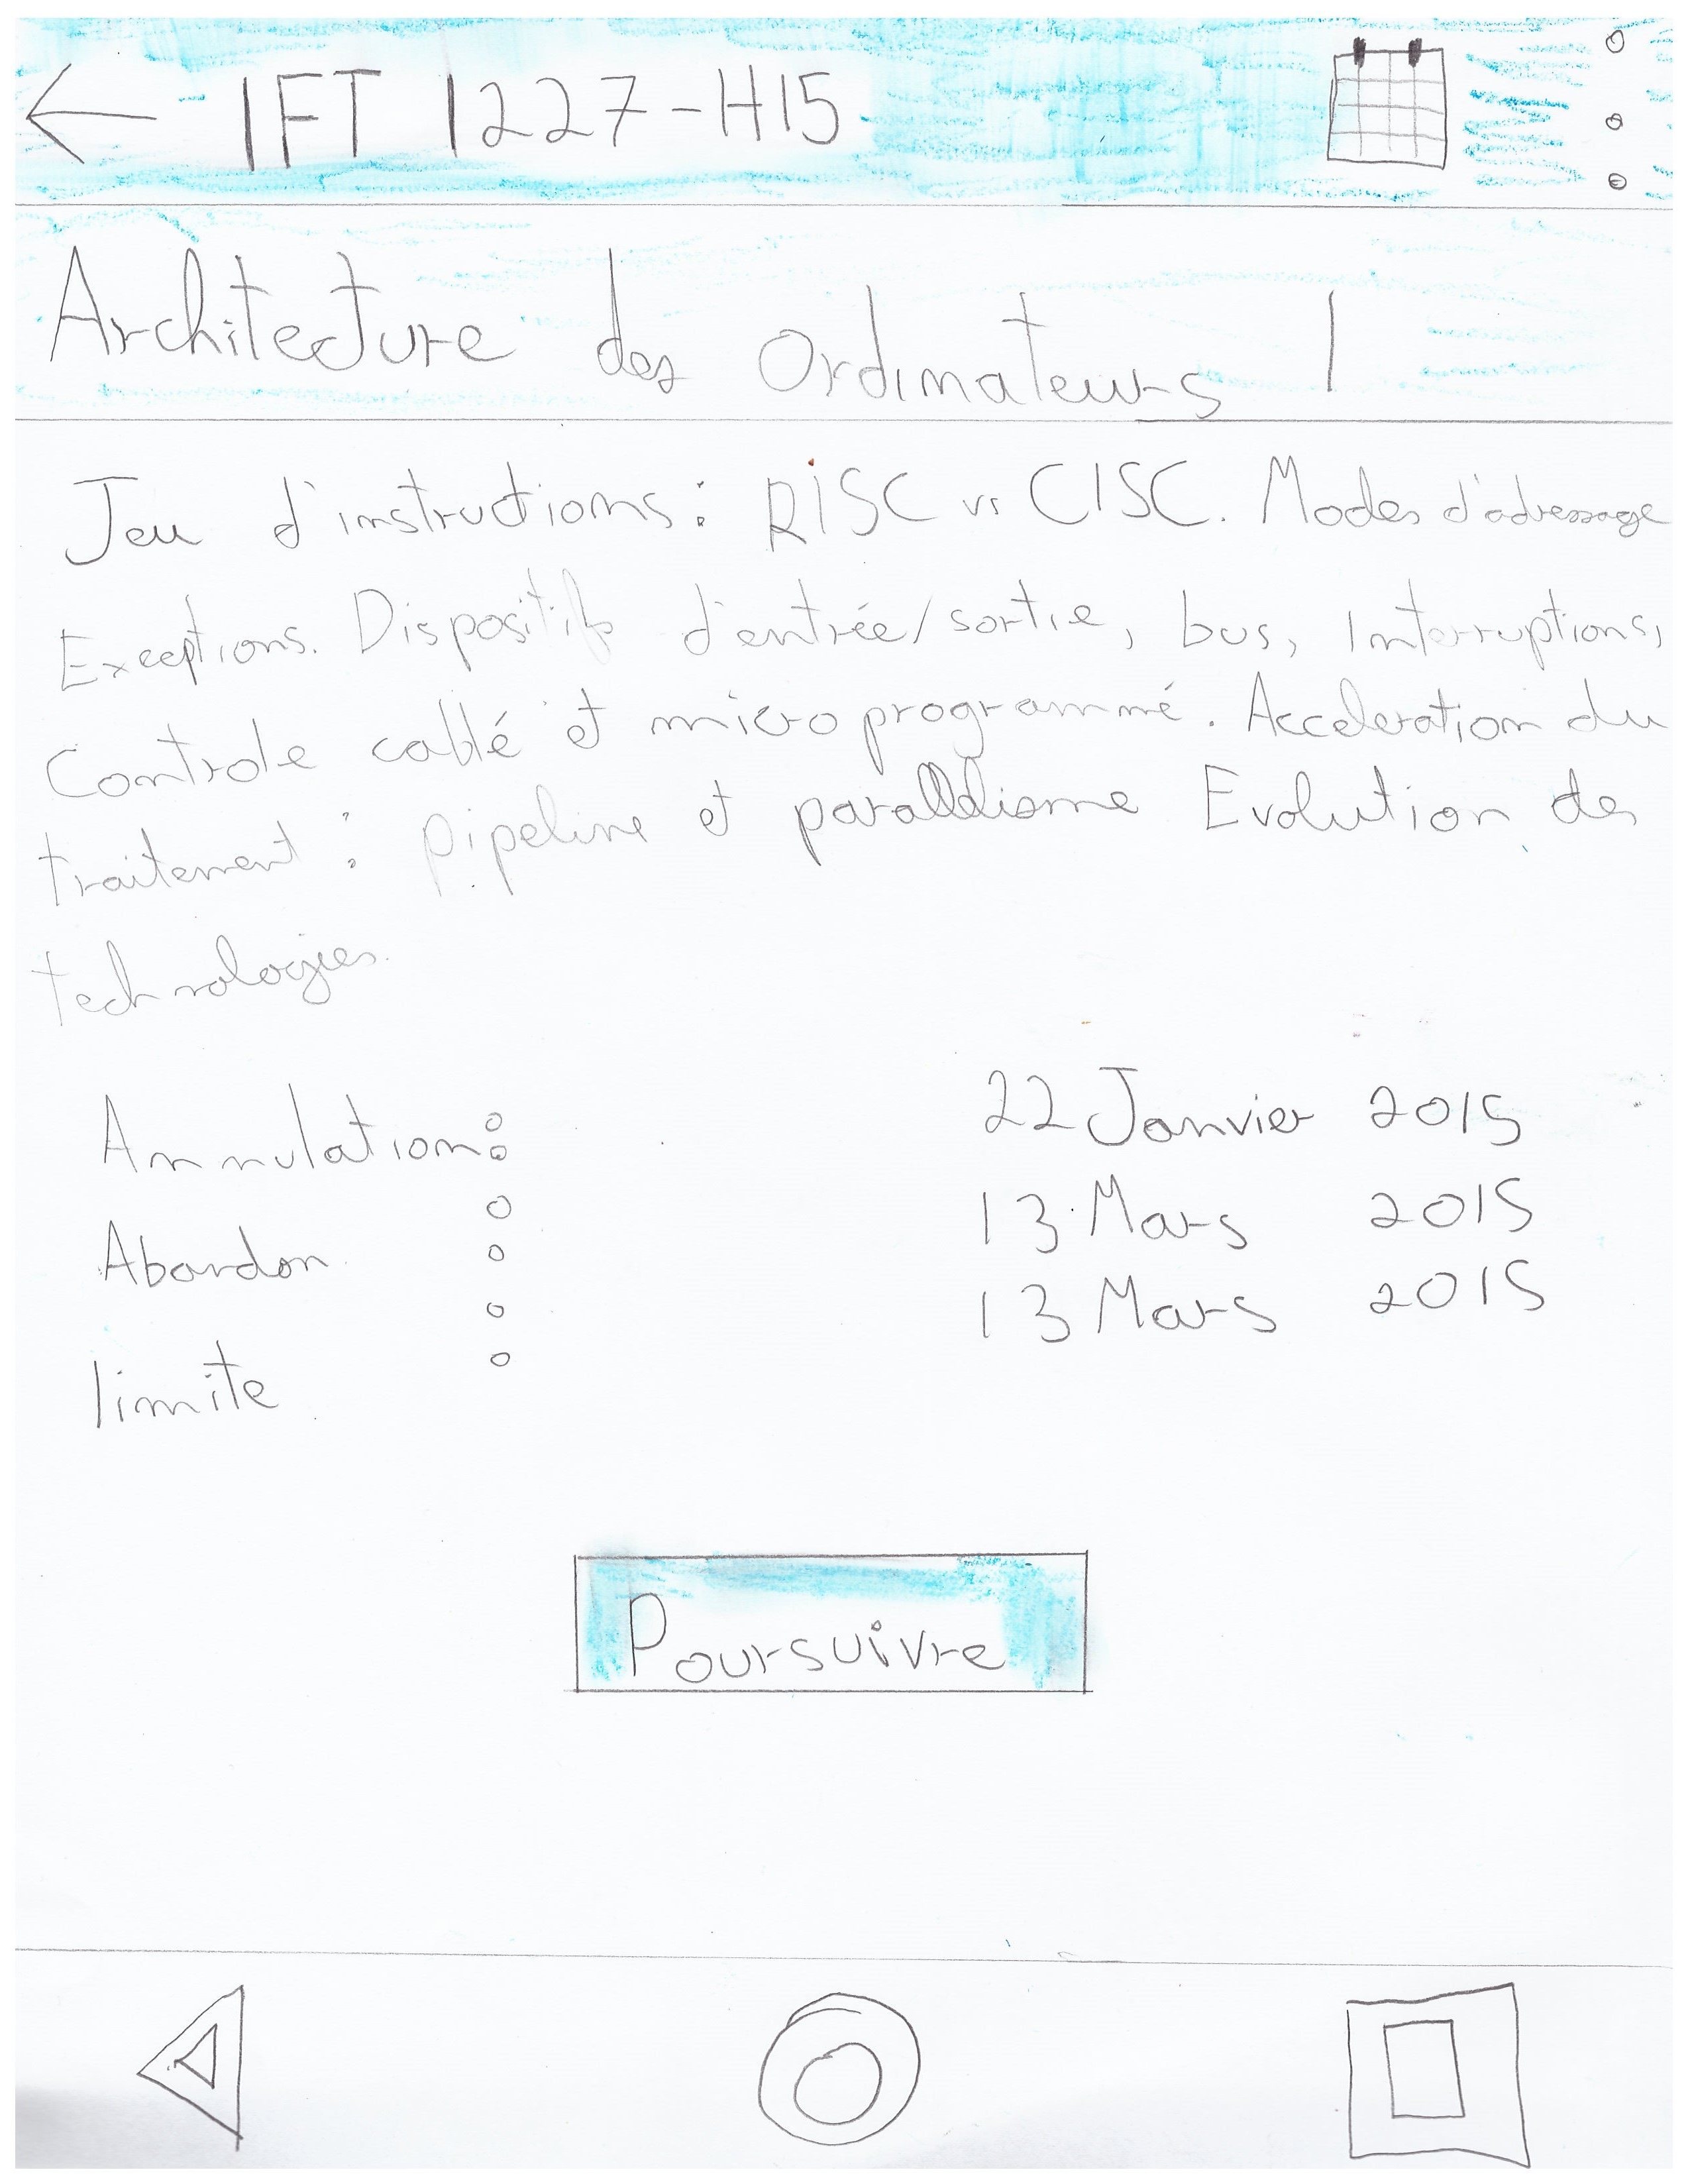 IFT 1227-H15
Architecture des Ordinateurs 1
Jeu d'instructions : RISC vs CISC. Modes d'adressage
Exceptions. Dispositifs d'entrée/sortie, bus, Interruptions,
Controle cablé et microprogrammé. Acceleration du
traitement : pipeline et parallélisme Evolution des
technologies.
Annulation : 22 Janvier 2015
Abandon : 13 Mars 2015
limite : 13 Mars 2015
Poursuivre